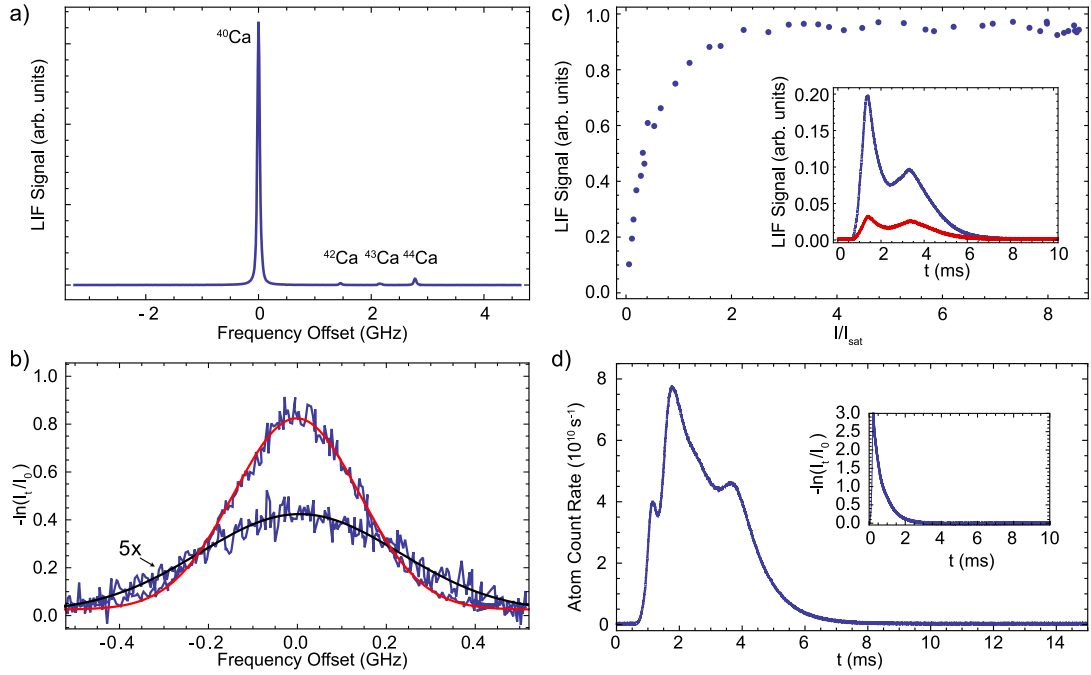 a)
LIF Signal (arb. units)
⁴⁰Ca
⁴²Ca ⁴³Ca ⁴⁴Ca
- 2 0 2 4
Frequency Offset (GHz)
b)
-ln(Iₜ/I₀)
1.0
0.8
0.6
0.4
0.2
0.0
5x
-0.4 -0.2 0.0 0.2 0.4
Frequency Offset (GHz)
c)
LIF Signal (arb. units)
1.0
0.8
0.6
0.4
0.2
0.0
0 2 4 6 8
I/Iₛₐₜ
LIF Signal (arb. units)
0.20
0.15
0.10
0.05
0.00
0 2 4 6 8 10
t (ms)
d)
Atom Count Rate (10¹⁰ s⁻¹)
8
6
4
2
0
0 2 4 6 8 10 12 14
t (ms)
-ln(Iₜ/I₀)
3.0
2.5
2.0
1.5
1.0
0.5
0.0
0 2 4 6 8 10
t (ms)